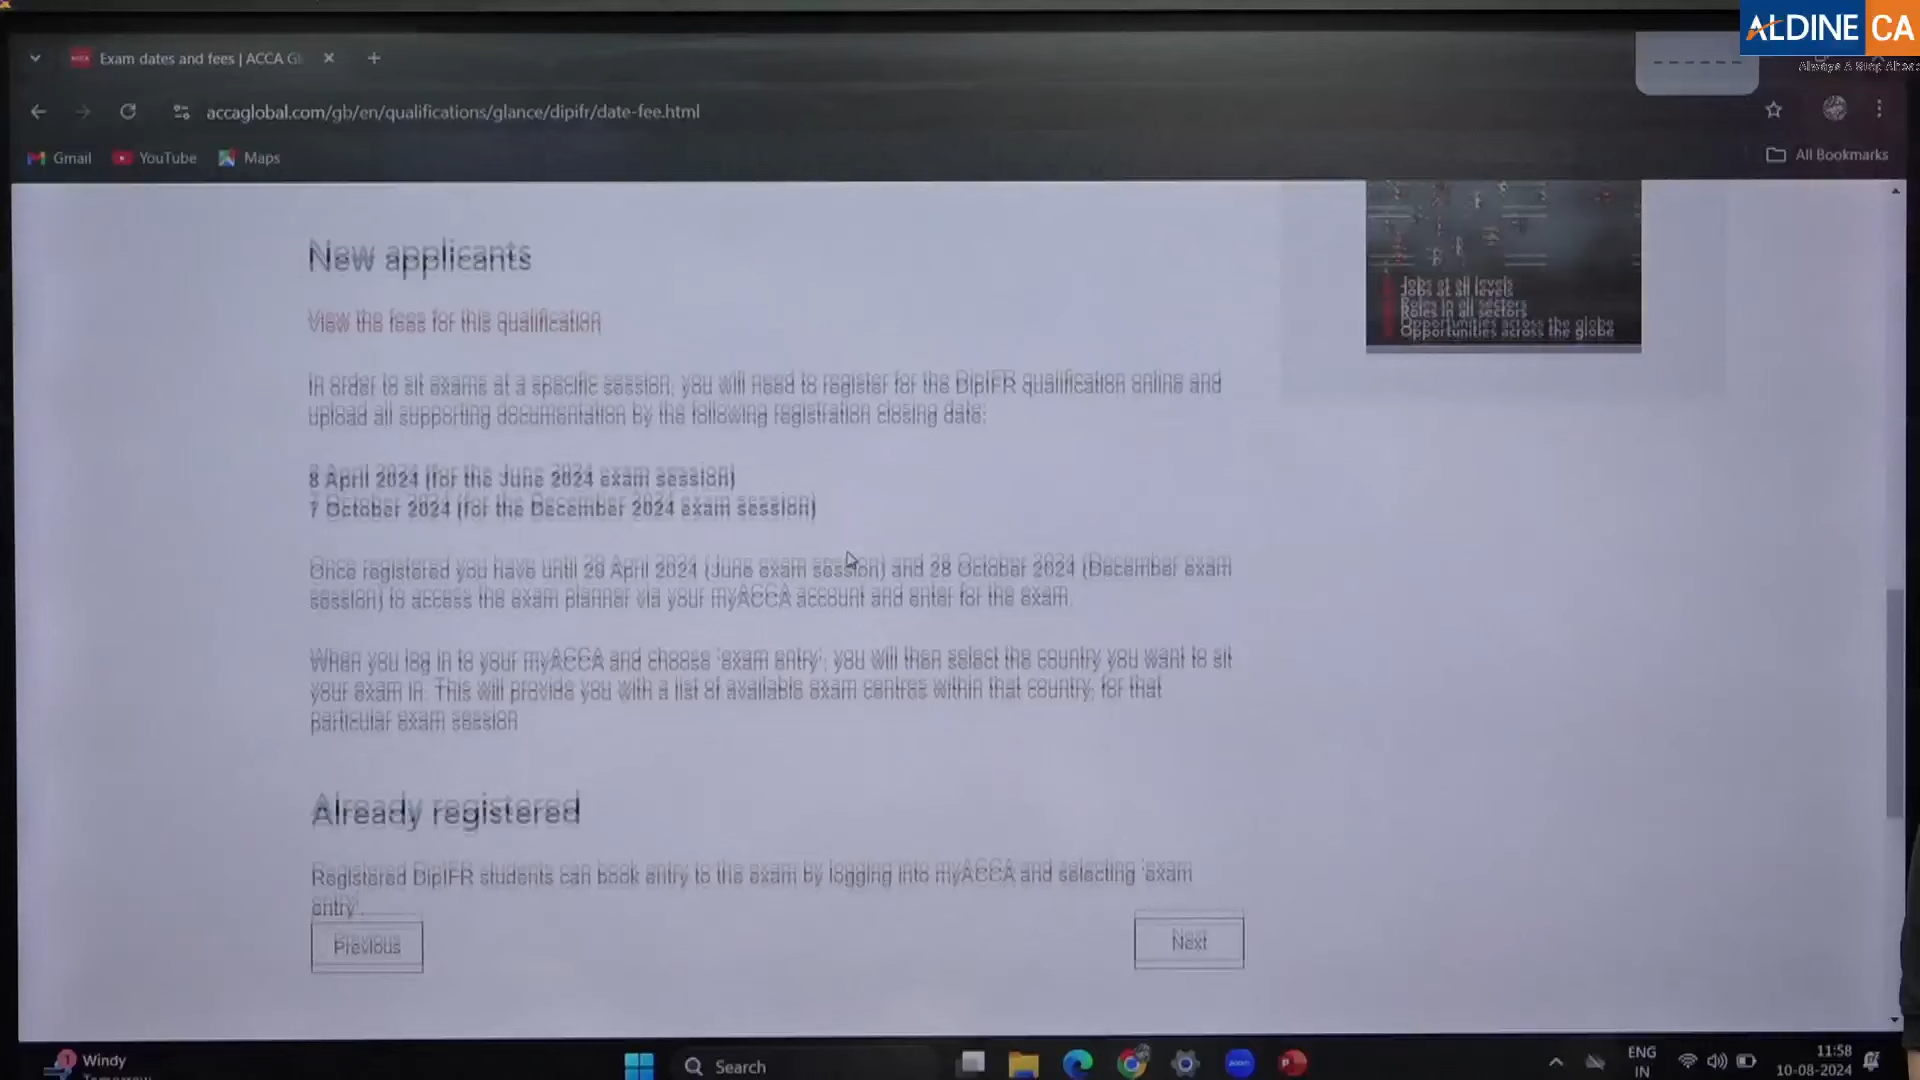 ALDINE CA
Always A Step Ahead
Exam dates and fees | ACCA Gl
accaglobal.com/gb/en/qualifications/glance/dipifr/date-fee.html
Gmail
YouTube
Maps
All Bookmarks
Jobs at all levels
Roles in all sectors
Opportunities across the globe
New applicants
View the fees for this qualification
In order to sit exams at a specific session, you will need to register for the DipIFR qualification online and
upload all supporting documentation by the following registration closing date:
8 April 2024 (for the June 2024 exam session)
7 October 2024 (for the December 2024 exam session)
Once registered you have until 29 April 2024 (June exam session) and 28 October 2024 (December exam
session) to access the exam planner via your myACCA account and enter for the exam.
When you log in to your myACCA and choose 'exam entry', you will then select the country you want to sit
your exam in. This will provide you with a list of available exam centres within that country, for that
particular exam session
Already registered
Registered DipIFR students can book entry to the exam by logging into myACCA and selecting 'exam
entry'.
Previous
Next
1
Windy
Tomorrow
Search
zoom
ENG
IN
11:58
10-08-2024